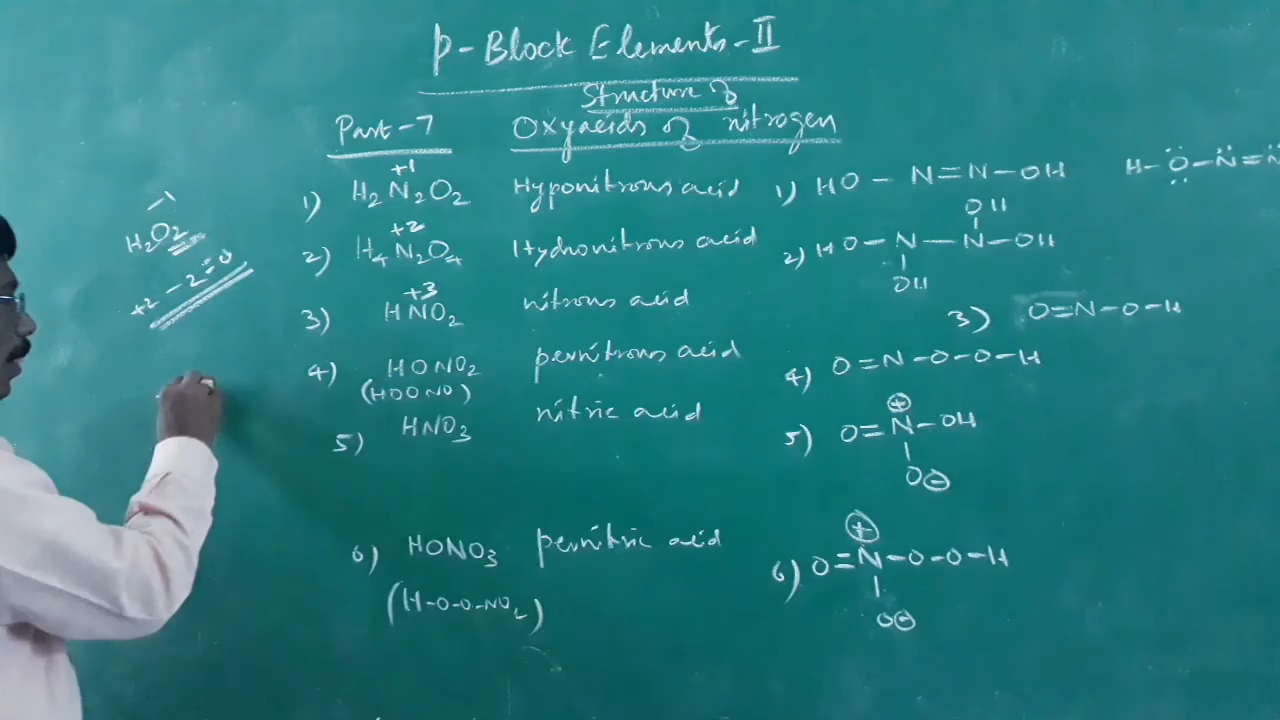 P-Block Elements-II
Structure of
Part-7 Oxyacids of nitrogen
+1
1) H2N2O2 Hyponitrous acid 1) HO - N=N-OH H-O-N=N
OH
H2O2
+2
2) H4N2O4 Hydronitrous acid 2) HO-N-N-OH
OH
+2-2=0
+3
3) HNO2 nitrous acid 3) O=N-O-H
4) HONO2 pernitrous acid 4) O=N-O-O-H
(HOONO)
5) HNO3 nitric acid 5) O=N-OH
⊕
O⊖
6) HONO3 pernitric acid 6) O=N-O-O-H
⊕
(H-O-O-NO2)
O⊖